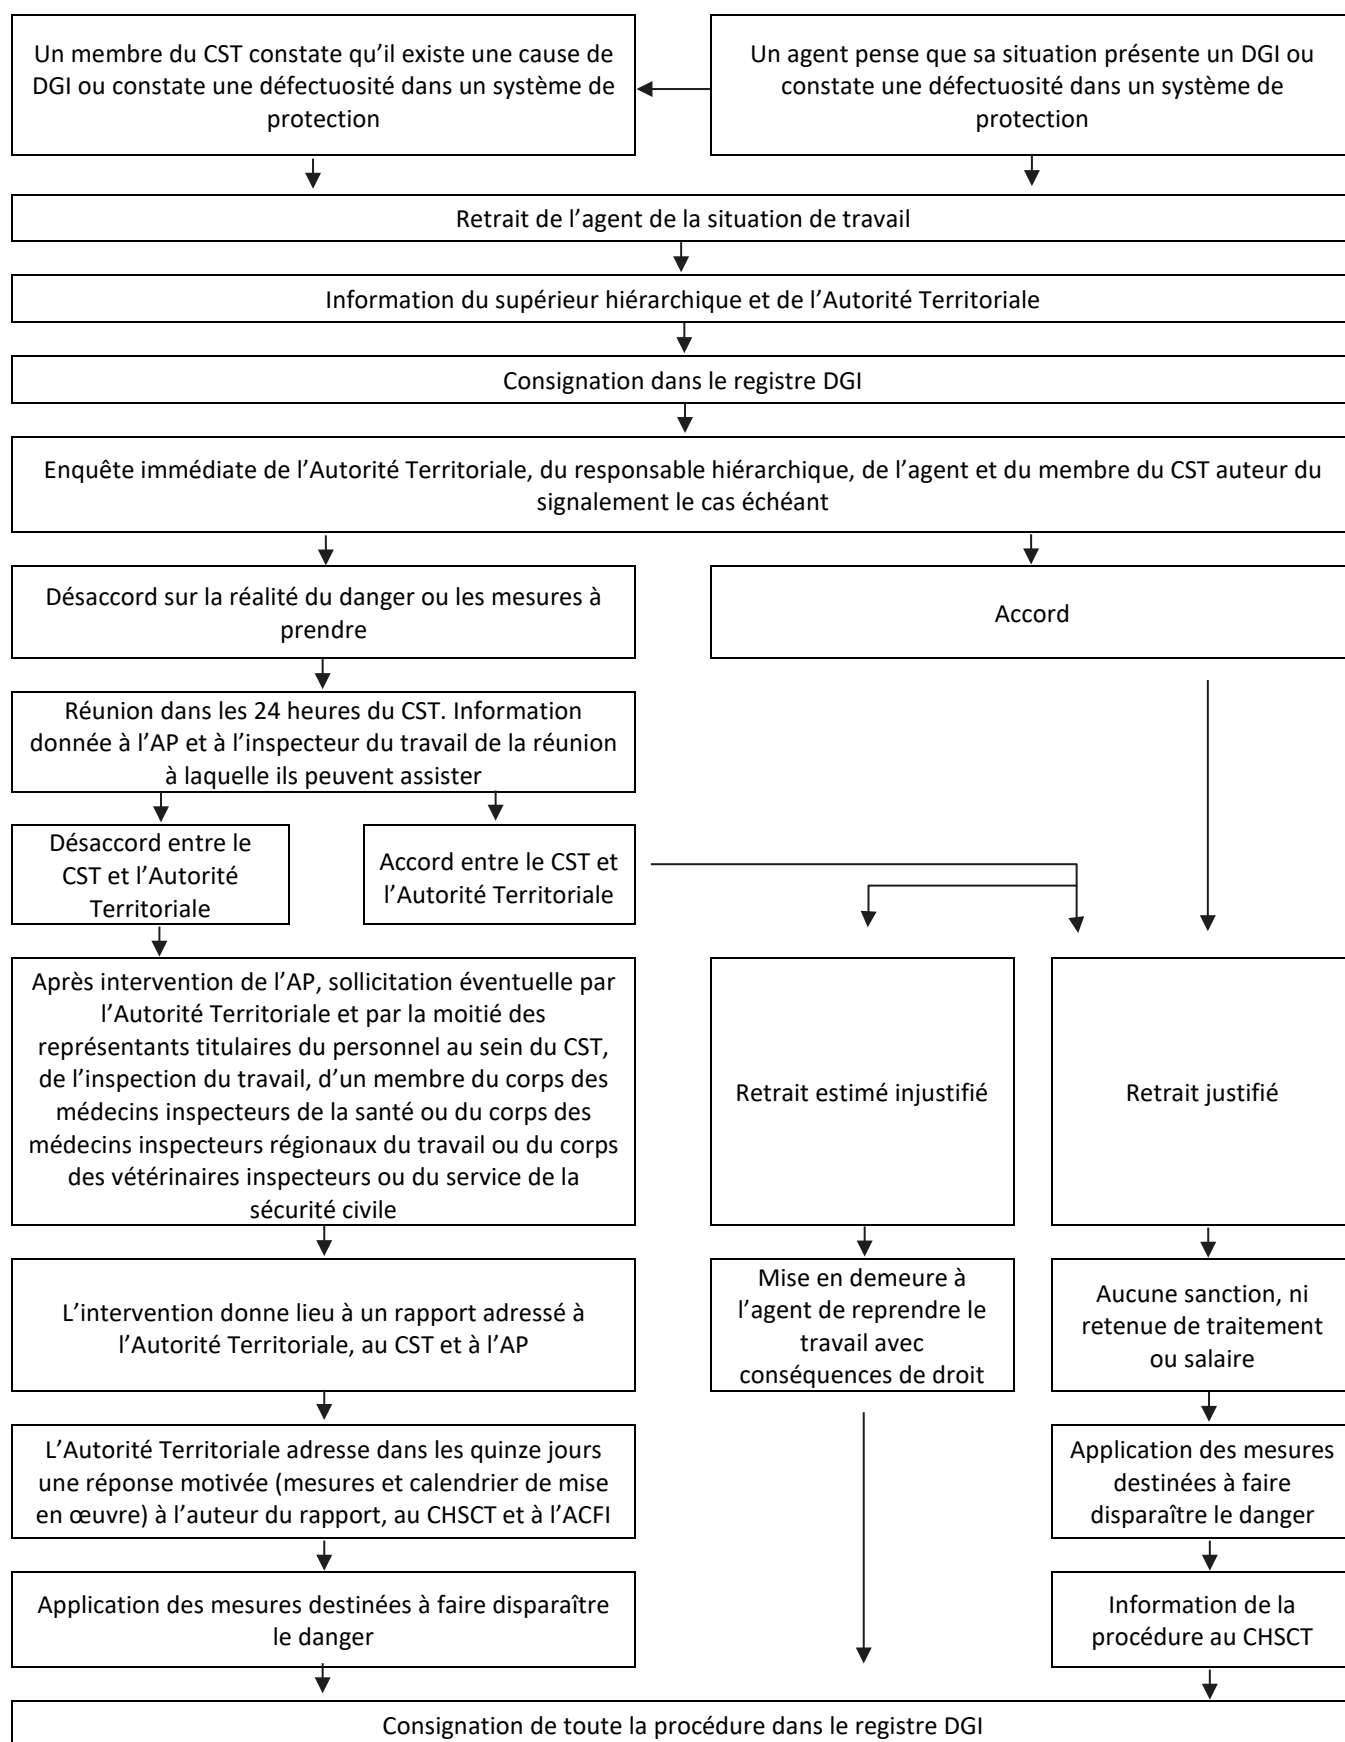 Un membre du CST constate qu’il existe une cause de
DGI ou constate une défectuosité dans un système de
protection
Un agent pense que sa situation présente un DGI ou
constate une défectuosité dans un système de
protection
Retrait de l’agent de la situation de travail
Information du supérieur hiérarchique et de l’Autorité Territoriale
Consignation dans le registre DGI
Enquête immédiate de l’Autorité Territoriale, du responsable hiérarchique, de l’agent et du membre du CST auteur du
signalement le cas échéant
Désaccord sur la réalité du danger ou les mesures à
prendre
Accord
Réunion dans les 24 heures du CST. Information
donnée à l’AP et à l’inspecteur du travail de la réunion
à laquelle ils peuvent assister
Désaccord entre le
CST et l’Autorité
Territoriale
Accord entre le CST et
l’Autorité Territoriale
Après intervention de l’AP, sollicitation éventuelle par
l’Autorité Territoriale et par la moitié des
représentants titulaires du personnel au sein du CST,
de l’inspection du travail, d’un membre du corps des
médecins inspecteurs de la santé ou du corps des
médecins inspecteurs régionaux du travail ou du corps
des vétérinaires inspecteurs ou du service de la
sécurité civile
Retrait estimé injustifié
Retrait justifié
L’intervention donne lieu à un rapport adressé à
l’Autorité Territoriale, au CST et à l’AP
Mise en demeure à
l’agent de reprendre le
travail avec
conséquences de droit
Aucune sanction, ni
retenue de traitement
ou salaire
L’Autorité Territoriale adresse dans les quinze jours
une réponse motivée (mesures et calendrier de mise
en œuvre) à l’auteur du rapport, au CHSCT et à l’ACFI
Application des mesures
destinées à faire
disparaître le danger
Application des mesures destinées à faire disparaître
le danger
Information de la
procédure au CHSCT
Consignation de toute la procédure dans le registre DGI